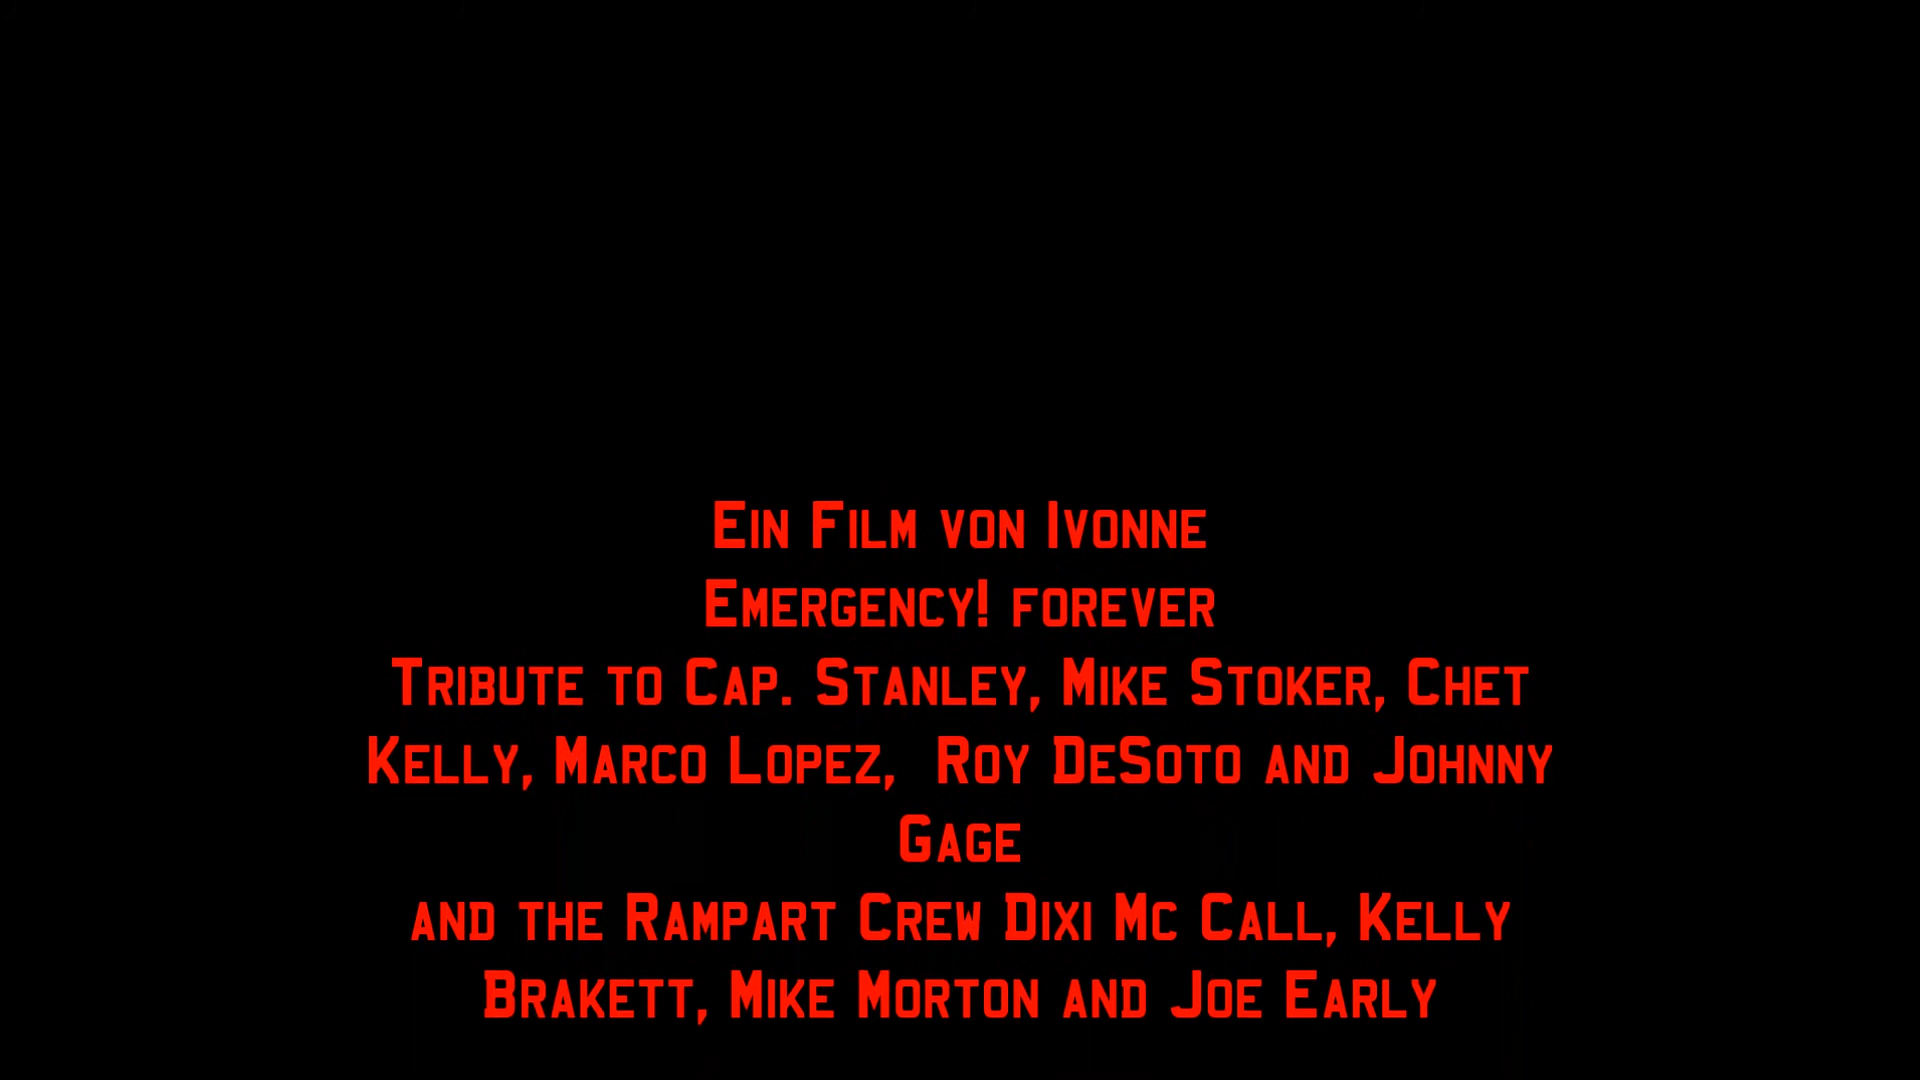 Ein Film von Ivonne
Emergency! forever
Tribute to Cap. Stanley, Mike Stoker, Chet
Kelly, Marco Lopez,  Roy DeSoto and Johnny
Gage
and the Rampart Crew Dixi Mc Call, Kelly
Brakett, Mike Morton and Joe Early